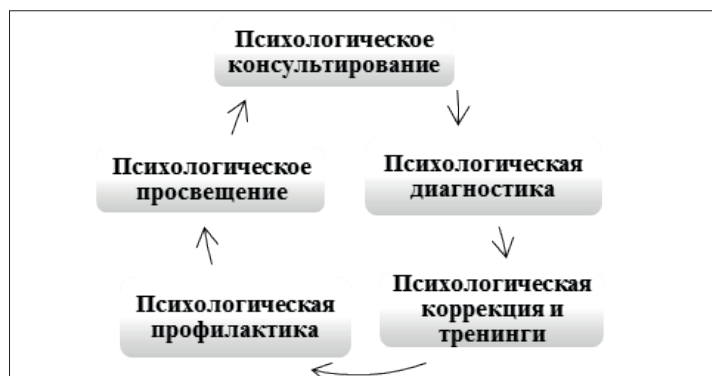 Психологическое
консультирование
Психологическая
диагностика
Психологическая
коррекция и
тренинги
Психологическая
профилактика
Психологическое
просвещение